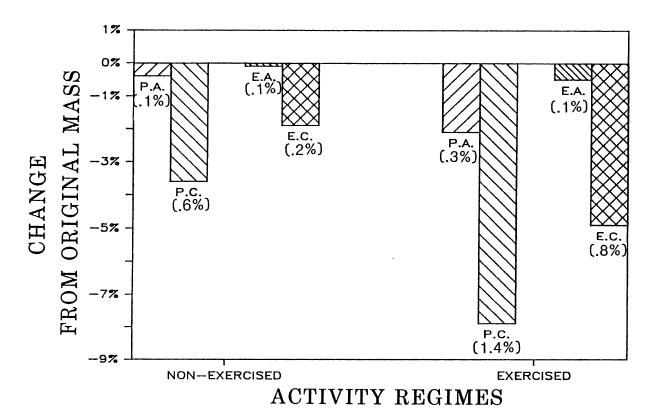 1%
0%
-1%
-3%
-5%
-7%
-9%
CHANGE
FROM ORIGINAL MASS
P.A.
(.1%)
P.C.
(.6%)
E.A.
(.1%)
E.C.
(.2%)
P.A.
(.3%)
P.C.
(1.4%)
E.A.
(.1%)
E.C.
(.8%)
NON-EXERCISED
EXERCISED
ACTIVITY REGIMES